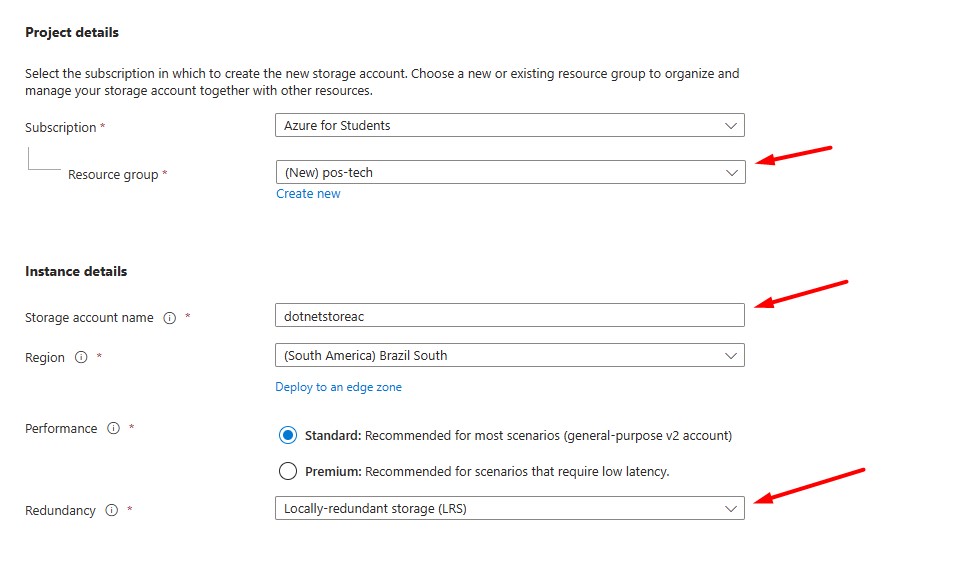 Project details
Select the subscription in which to create the new storage account. Choose a new or existing resource group to organize and
manage your storage account together with other resources.
Subscription *
Azure for Students
Resource group *
(New) pos-tech
Create new
Instance details
Storage account name *
dotnetstoreac
Region *
(South America) Brazil South
Deploy to an edge zone
Performance *
Standard: Recommended for most scenarios (general-purpose v2 account)
Premium: Recommended for scenarios that require low latency.
Redundancy *
Locally-redundant storage (LRS)